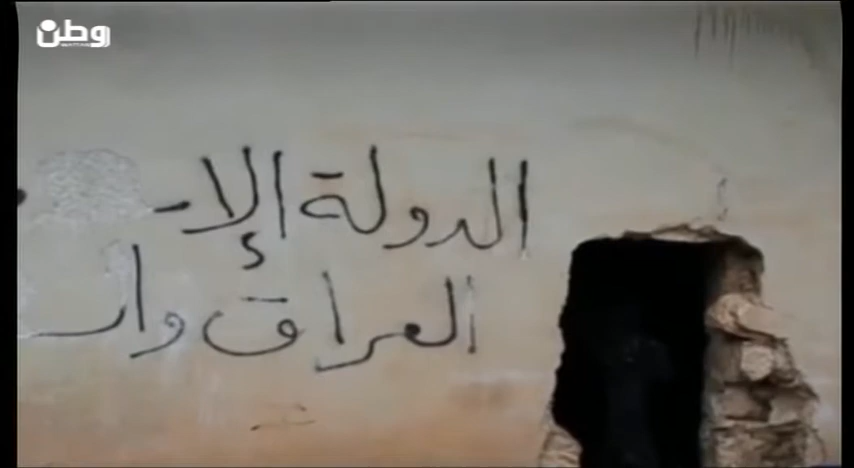 وطن
الدولة الإ
العراق وا